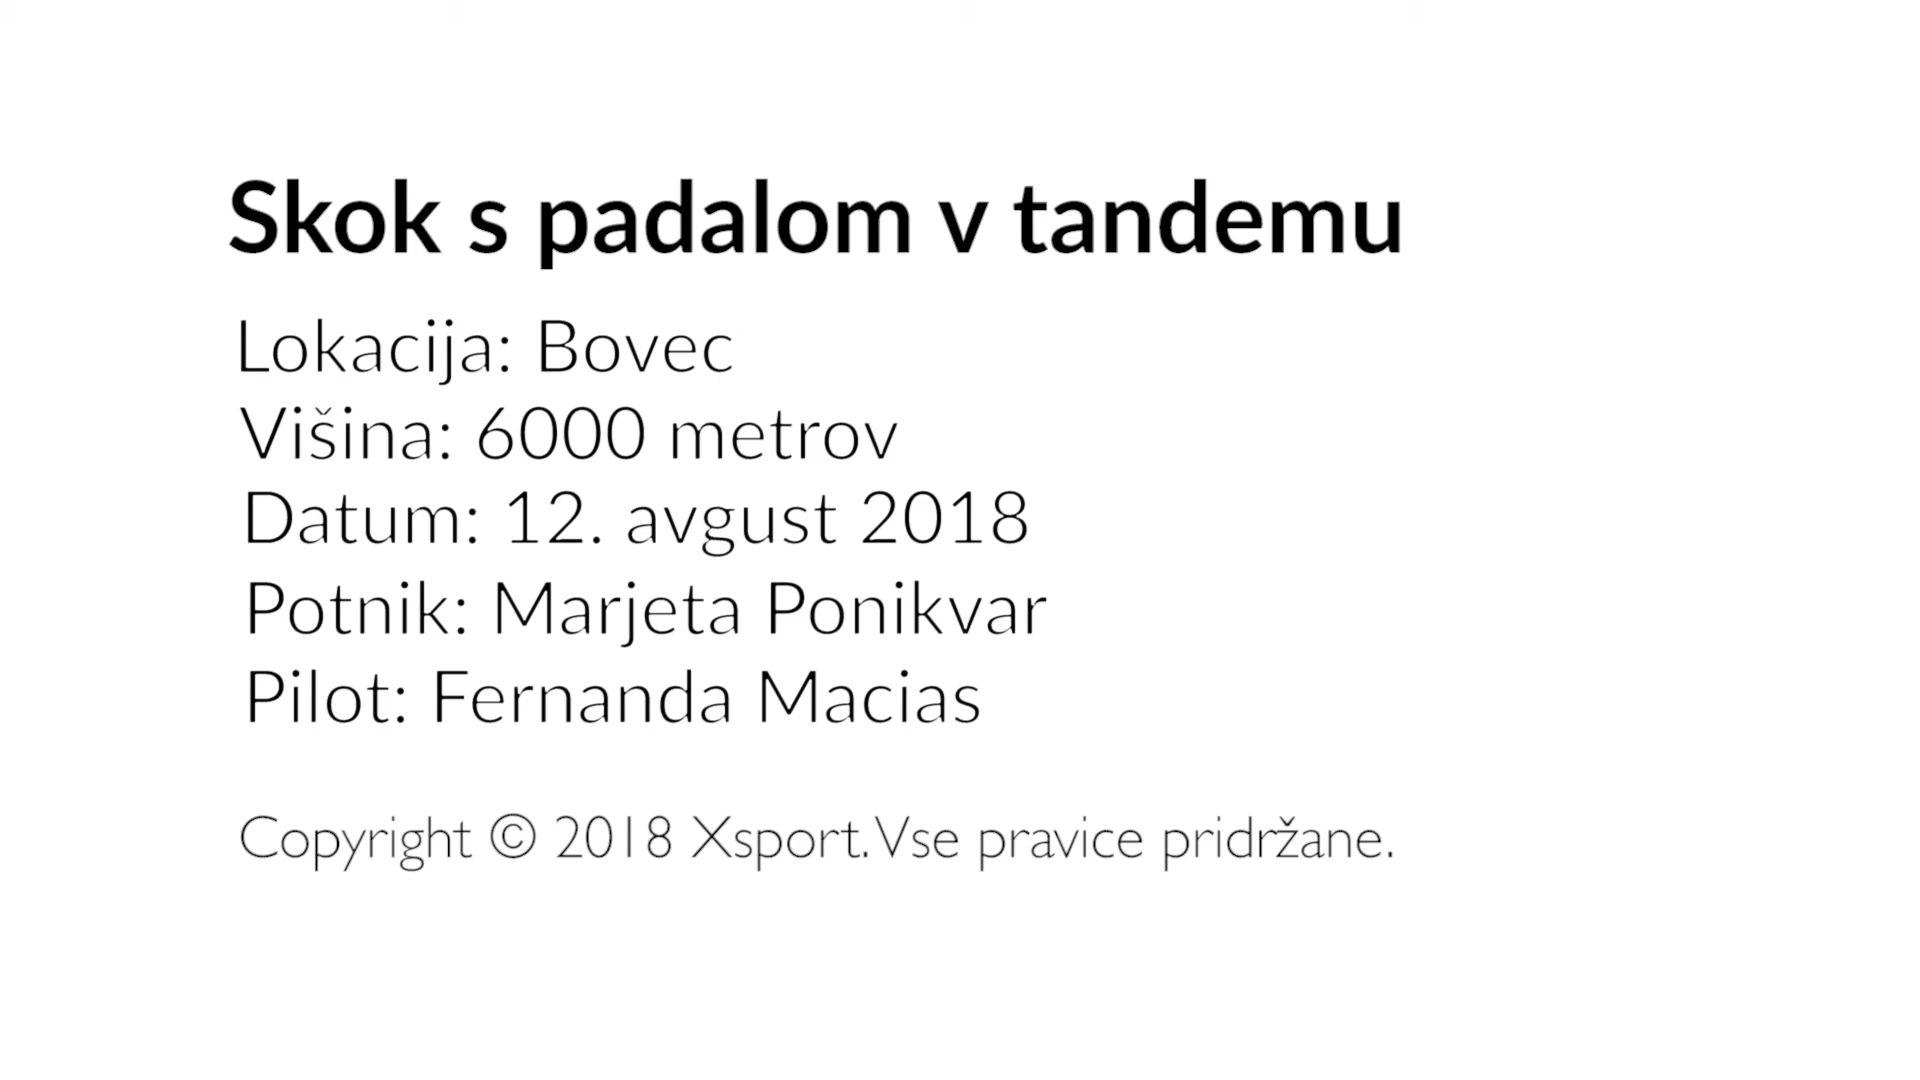 Skok s padalom v tandemu
Lokacija: Bovec
Višina: 6000 metrov
Datum: 12. avgust 2018
Potnik: Marjeta Ponikvar
Pilot: Fernanda Macias
Copyright © 2018 Xsport. Vse pravice pridržane.